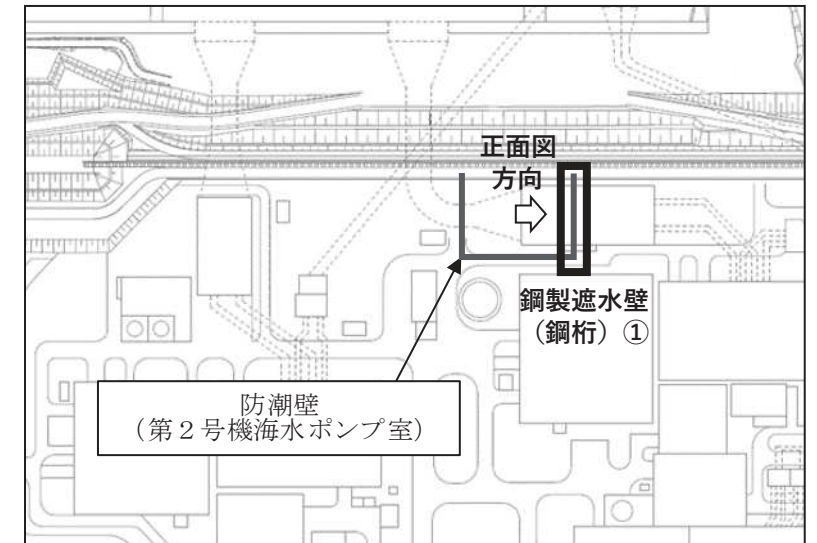 正面図
方向
鋼製遮水壁
（鋼桁）①
防潮壁
（第２号機海水ポンプ室）